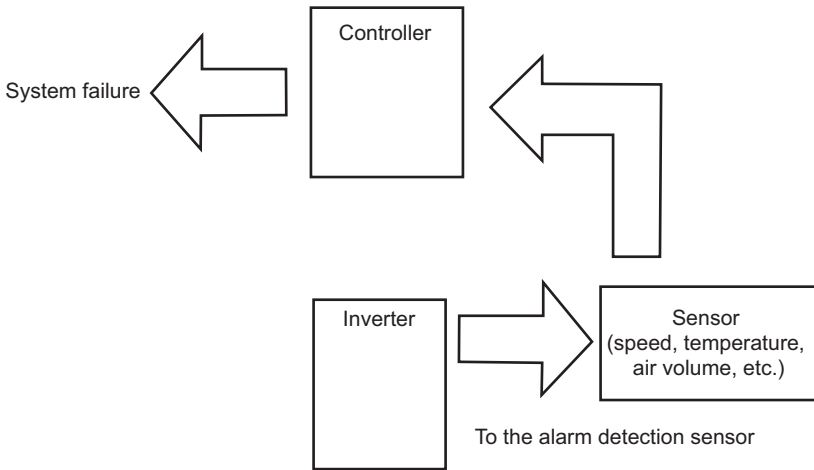 Controller
System failure
Inverter
Sensor
(speed, temperature,
air volume, etc.)
To the alarm detection sensor